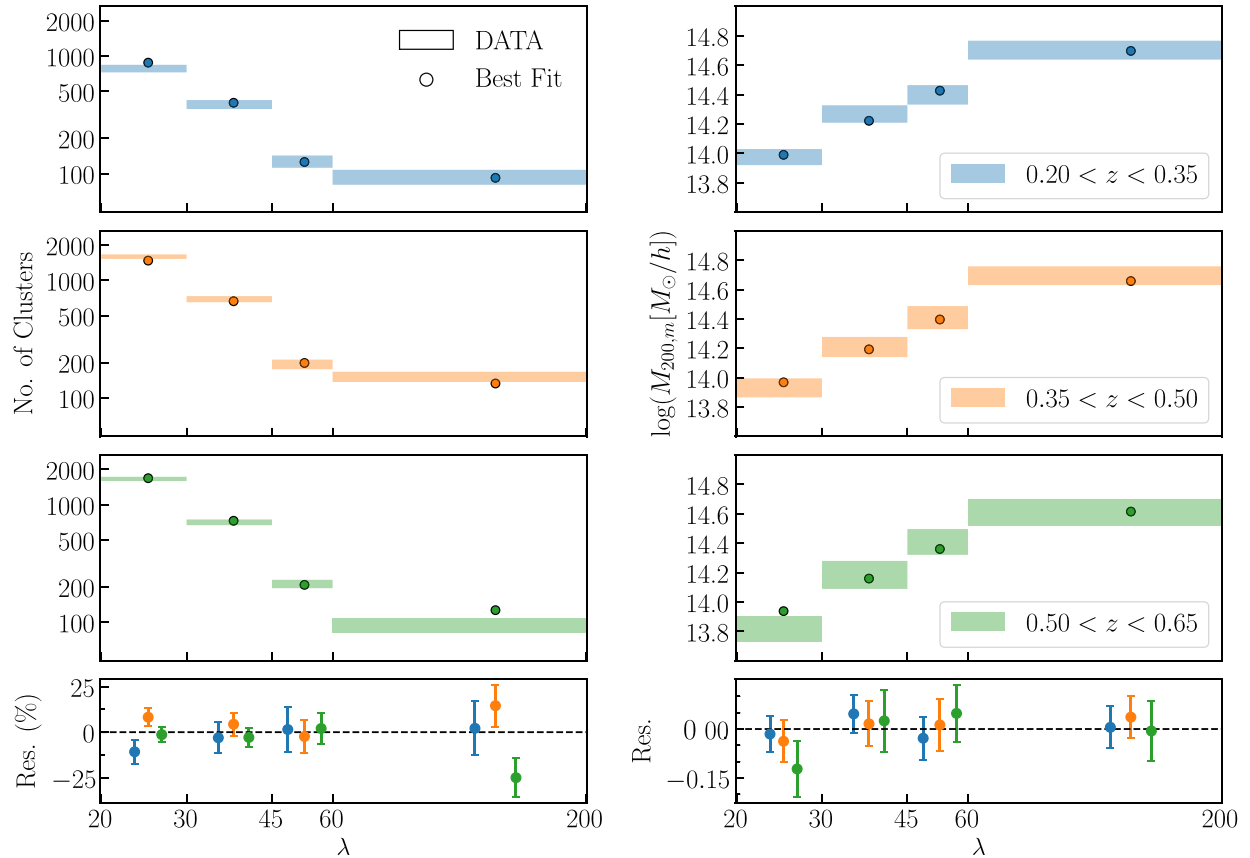 2000
1000
500
200
100
DATA
Best Fit
14.8
14.6
14.4
14.2
14.0
13.8
0.20 < z < 0.35
No. of Clusters
2000
1000
500
200
100
log(M200,m[M⊙/h])
14.8
14.6
14.4
14.2
14.0
13.8
0.35 < z < 0.50
2000
1000
500
200
100
14.8
14.6
14.4
14.2
14.0
13.8
0.50 < z < 0.65
Res. (%)
25
0
−25
20 30 45 60 200
λ
Res.
0.00
−0.15
20 30 45 60 200
λ